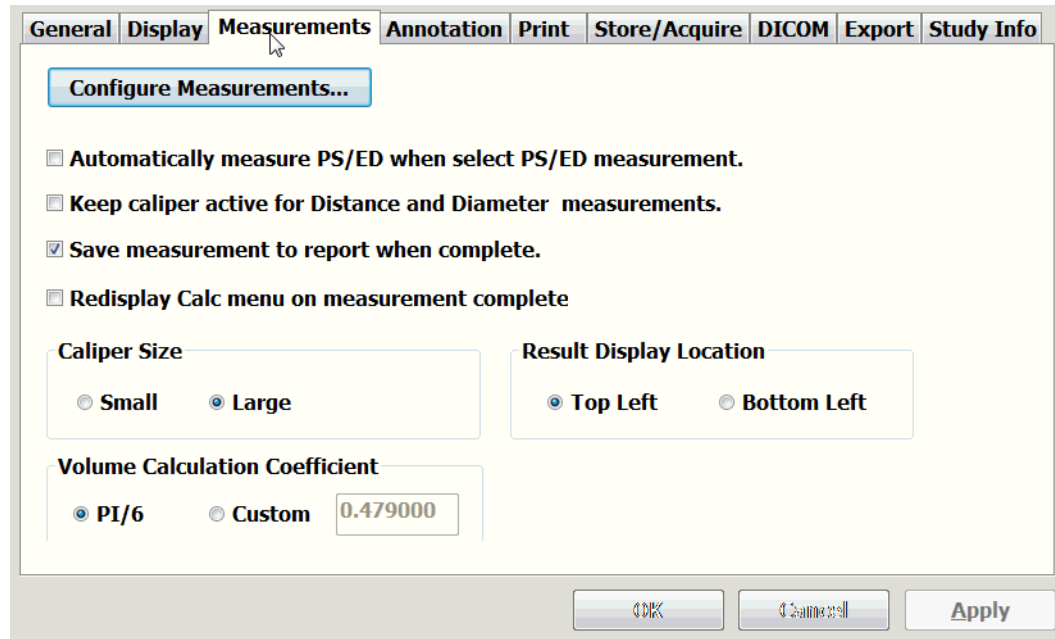 General Display Measurements Annotation Print Store/Acquire DICOM Export Study Info
Configure Measurements...
Automatically measure PS/ED when select PS/ED measurement.
Keep caliper active for Distance and Diameter measurements.
Save measurement to report when complete.
Redisplay Calc menu on measurement complete
Caliper Size Result Display Location
Small Large Top Left Bottom Left
Volume Calculation Coefficient
PI/6 Custom 0.479000
OK Cancel Apply